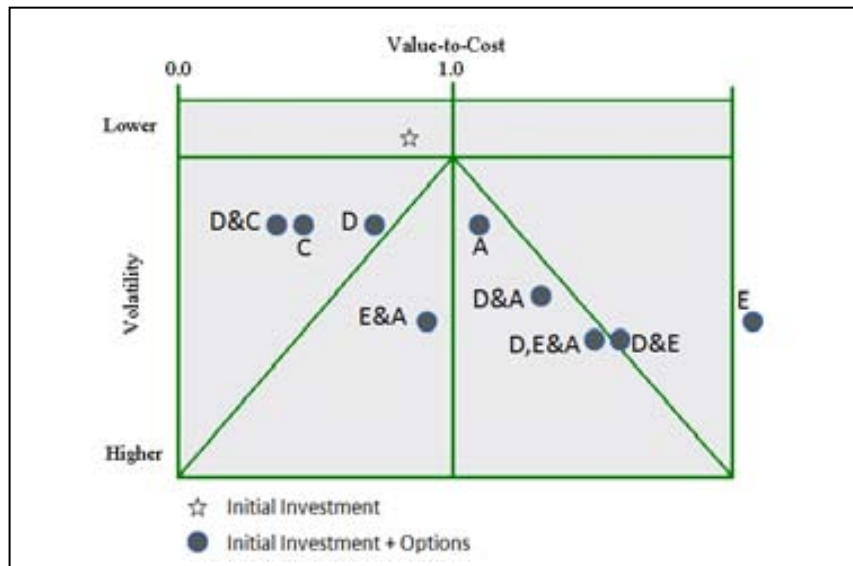 Value-to-Cost
0.0 1.0
Lower
D&C C D A
D&A
E&A E
D,E&A D&E
Volatility
Higher
Initial Investment
Initial Investment + Options